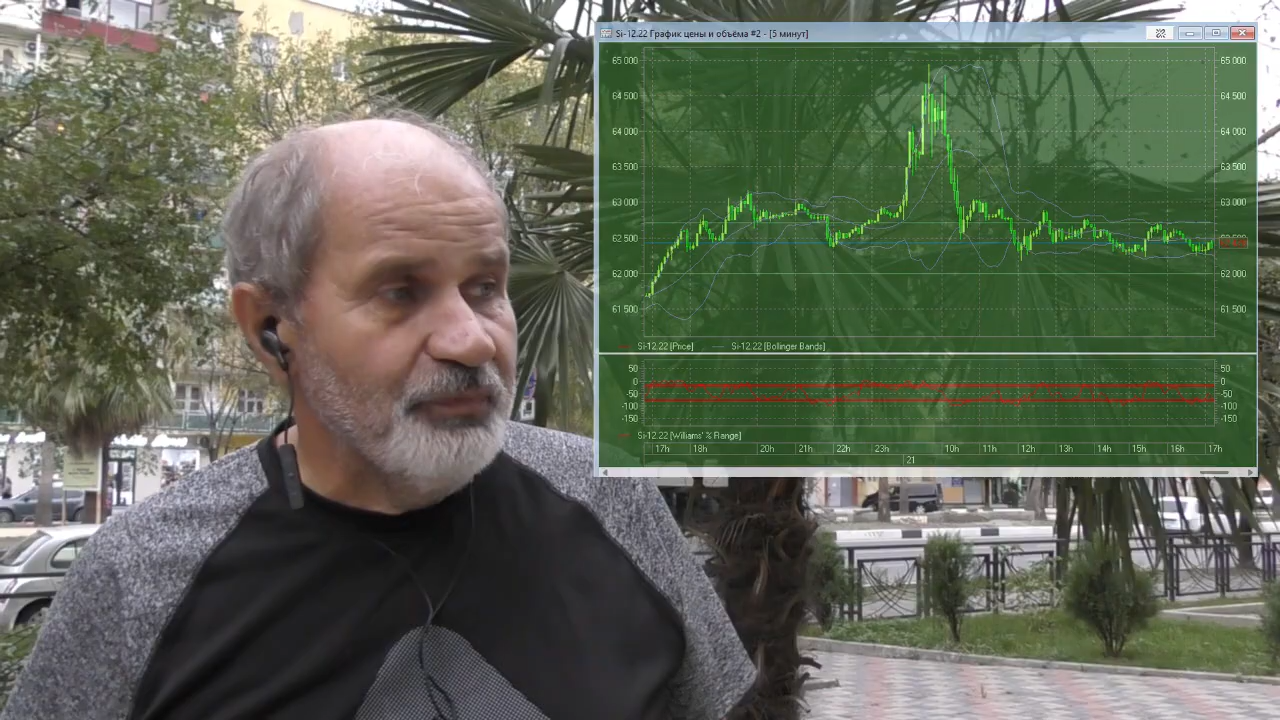 Si-12.22 График цены и объёма #2 - [5 минут]
65 000 65 000
64 500 64 500
64 000 64 000
63 500 63 500
63 000 63 000
62 500
62 000 62 000
61 500 61 500
Si-12.22 [Price] Si-12.22 [Bollinger Bands]
50 50
0 0
-50 -50
-100 -100
-150 -150
Si-12.22 [Williams' % Range]
17h 18h 20h 21h 22h 23h 10h 11h 12h 13h 14h 15h 16h 17h
21